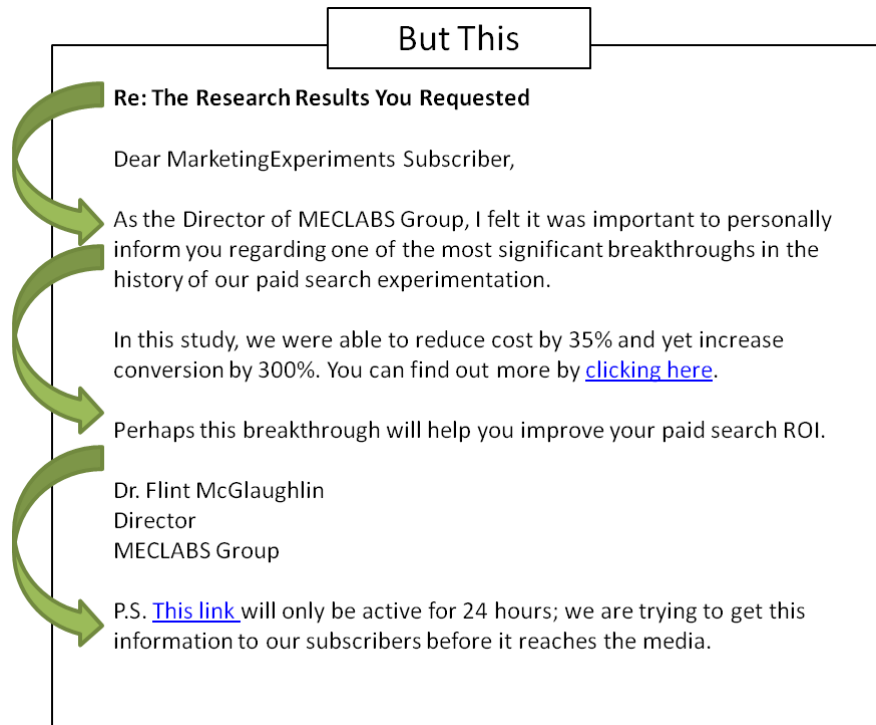 But This
Re: The Research Results You Requested
Dear MarketingExperiments Subscriber,
As the Director of MECLABS Group, I felt it was important to personally
inform you regarding one of the most significant breakthroughs in the
history of our paid search experimentation.
In this study, we were able to reduce cost by 35% and yet increase
conversion by 300%. You can find out more by clicking here.
Perhaps this breakthrough will help you improve your paid search ROI.
Dr. Flint McGlaughlin
Director
MECLABS Group
P.S. This link will only be active for 24 hours; we are trying to get this
information to our subscribers before it reaches the media.